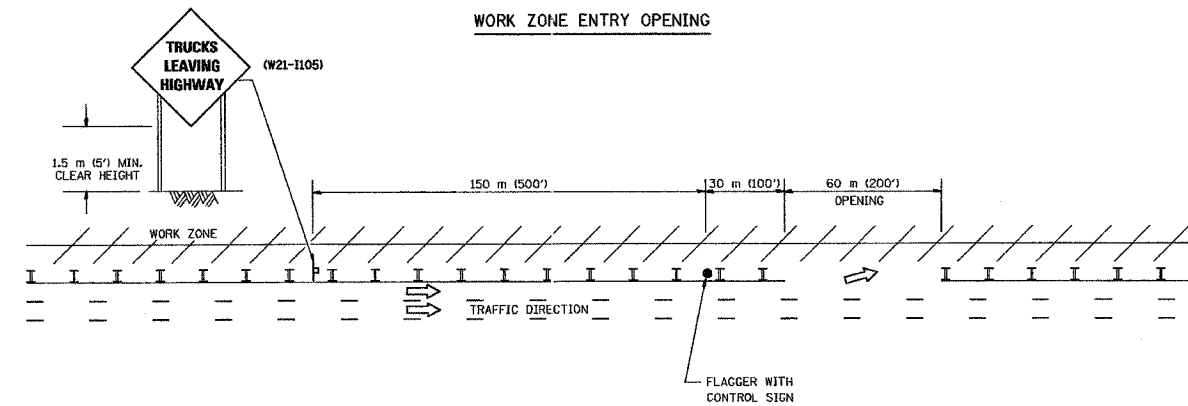 WORK ZONE ENTRY OPENING
TRUCKS
LEAVING
HIGHWAY
(W21-I105)
1.5 m (5') MIN.
CLEAR HEIGHT
150 m (500')
30 m (100')
60 m (200')
OPENING
WORK ZONE
TRAFFIC DIRECTION
FLAGGER WITH
CONTROL SIGN